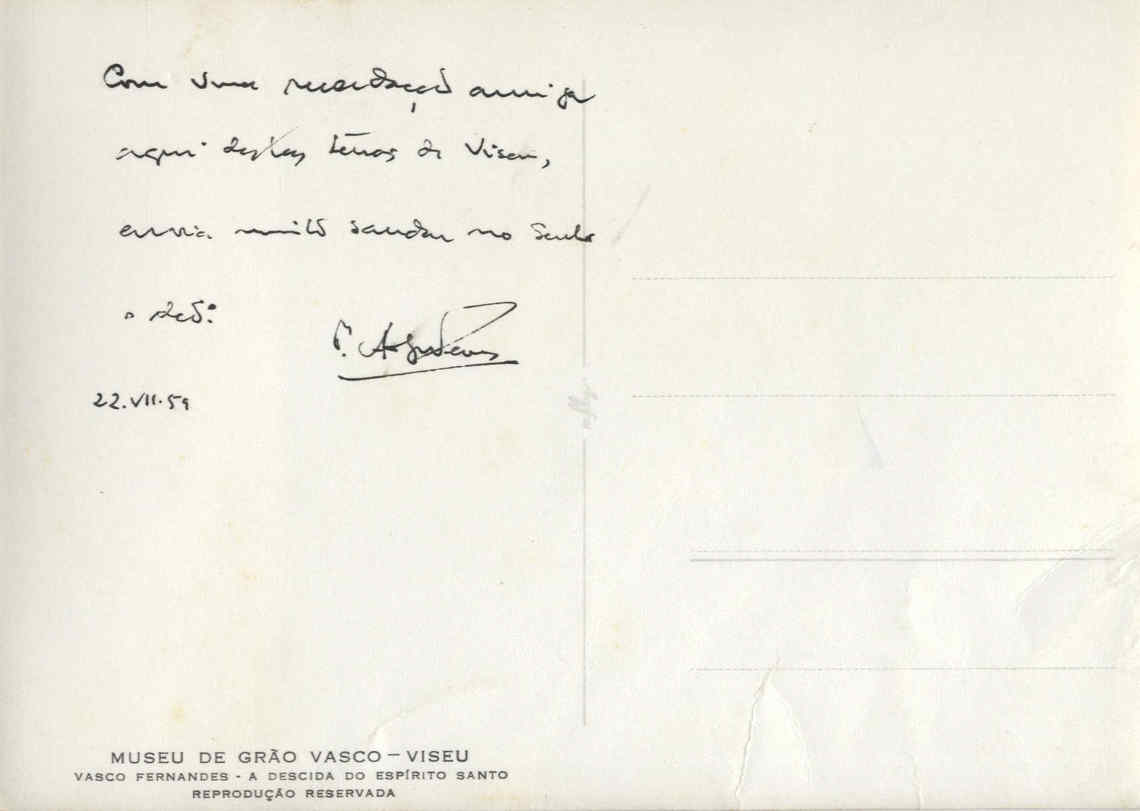 Com uma recordação amiga
aqui destas terras de Viseu,
envia muito saudar no Senhor
o ded.º
22.VII.59
MUSEU DE GRÃO VASCO – VISEU
VASCO FERNANDES - A DESCIDA DO ESPÍRITO SANTO
REPRODUÇÃO RESERVADA